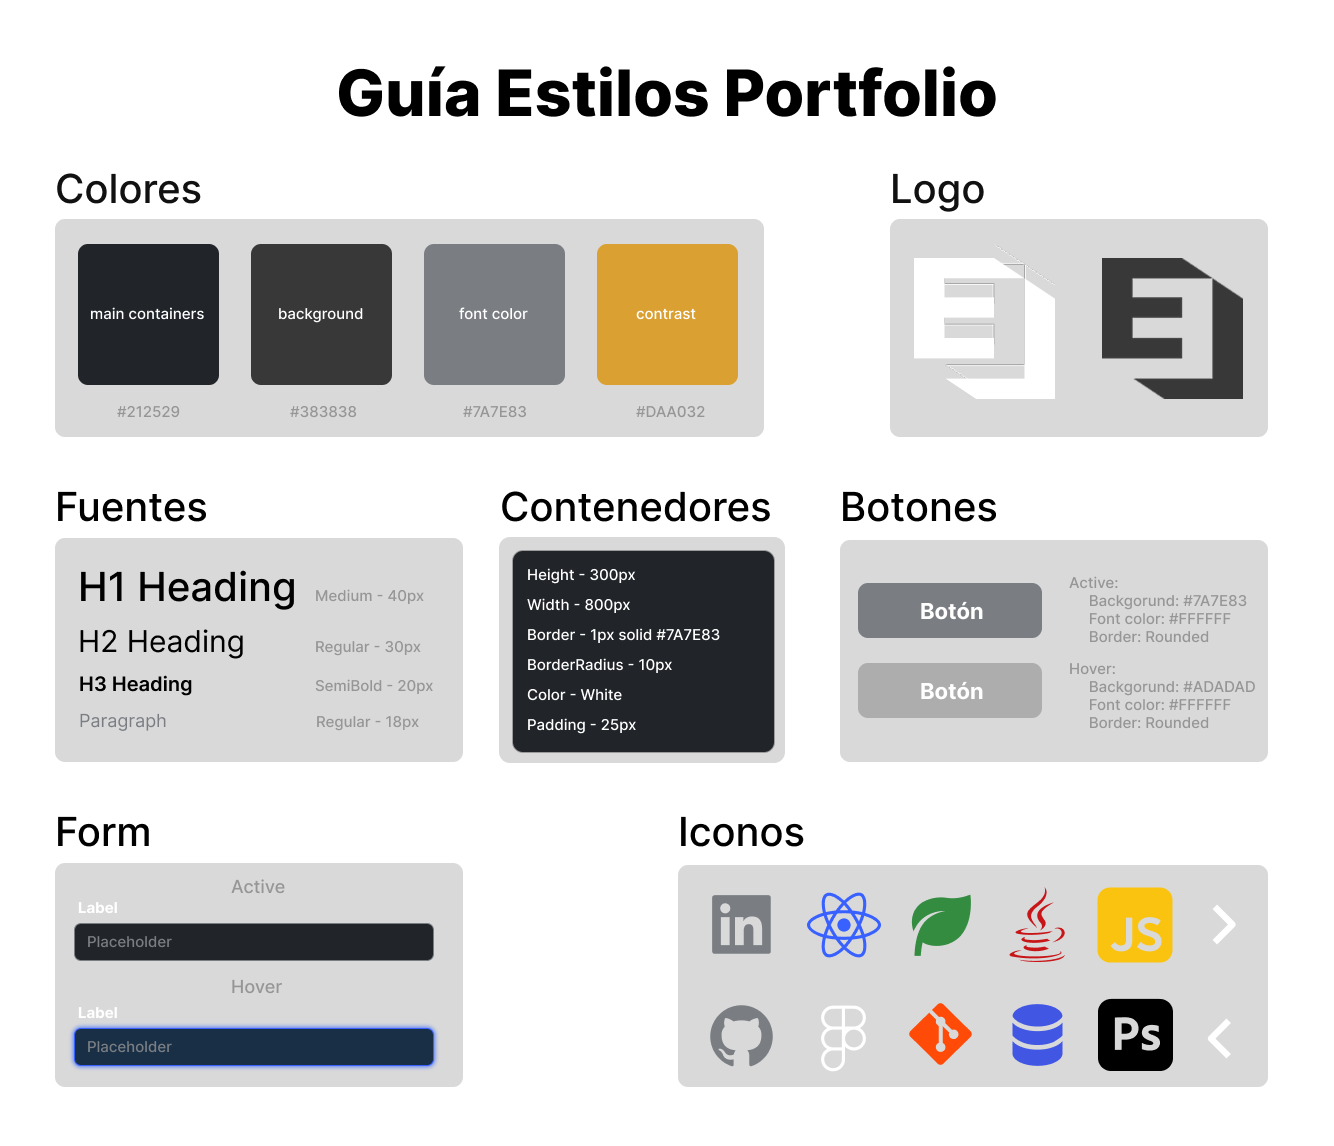 Guía Estilos Portfolio
Colores
main containers
background
font color
contrast
#212529
#383838
#7A7E83
#DAA032
Logo
Fuentes
H1 Heading
Medium - 40px
H2 Heading
Regular - 30px
H3 Heading
SemiBold - 20px
Paragraph
Regular - 18px
Contenedores
Height - 300px
Width - 800px
Border - 1px solid #7A7E83
BorderRadius - 10px
Color - White
Padding - 25px
Botones
Botón
Active:
Backgorund: #7A7E83
Font color: #FFFFFF
Border: Rounded
Botón
Hover:
Backgorund: #ADADAD
Font color: #FFFFFF
Border: Rounded
Form
Active
Label
Placeholder
Hover
Label
Placeholder
Iconos
in
JS
Ps